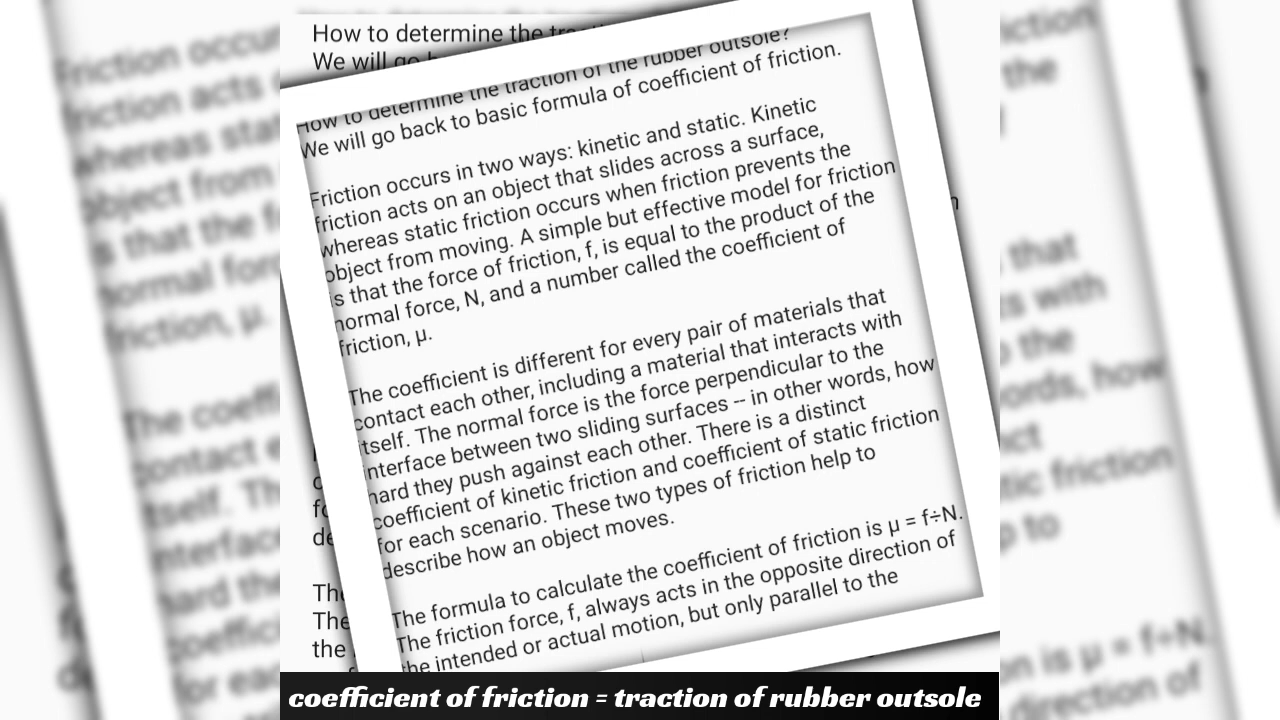 How to determine the
We will go
How to determine the traction of the rubber outsole?
We will go back to basic formula of coefficient of friction.
Friction occurs in two ways: kinetic and static. Kinetic
friction acts on an object that slides across a surface,
whereas static friction occurs when friction prevents the
object from moving. A simple but effective model for friction
is that the force of friction, f, is equal to the product of the
normal force, N, and a number called the coefficient of
friction, μ.
The coefficient is different for every pair of materials that
contact each other, including a material that interacts with
itself. The normal force is the force perpendicular to the
interface between two sliding surfaces -- in other words, how
hard they push against each other. There is a distinct
coefficient of kinetic friction and coefficient of static friction
for each scenario. These two types of friction help to
describe how an object moves.
The formula to calculate the coefficient of friction is μ = f÷N.
The friction force, f, always acts in the opposite direction of
the intended or actual motion, but only parallel to the
coefficient of friction = traction of rubber outsole